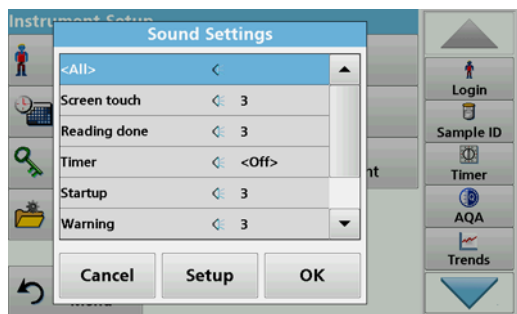 Instrument Setup
Sound Settings
<All>
Screen touch 3
Reading done 3
Timer <Off>
Startup 3
Warning 3
Cancel
Setup
OK
Login
Sample ID
Timer
AQA
Trends